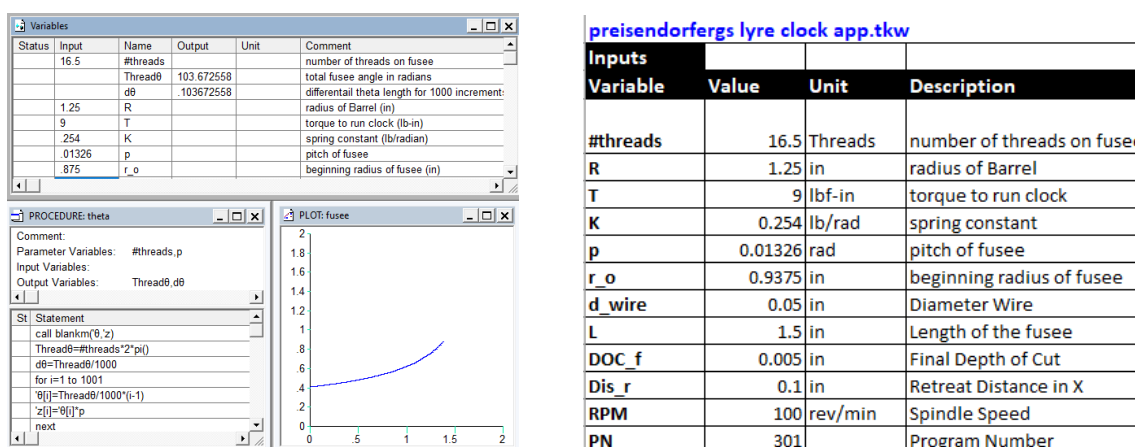 Variables
Status Input Name Output Unit Comment
16.5 #threads number of threads on fusee
Threadθ 103.672558 total fusee angle in radians
dθ .103672558 differentail theta length for 1000 increments
1.25 R radius of Barrel (in)
9 T torque to run clock (lb-in)
.254 K spring constant (lb/radian)
.01326 p pitch of fusee
.875 r_o beginning radius of fusee (in)
PROCEDURE: theta
Comment:
Parameter Variables: #threads,p
Input Variables:
Output Variables: Threadθ,dθ
St Statement
call blankm('θ,'z)
Threadθ=#threads*2*pi()
dθ=Threadθ/1000
for i=1 to 1001
'θ[i]=Threadθ/1000*(i-1)
'z[i]='θ[i]*p
next
PLOT: fusee
2
1.8
1.6
1.4
1.2
1
.8
.6
.4
.2
0
0 .5 1 1.5 2
preisendorfergs lyre clock app.tkw
Inputs
Variable Value Unit Description
#threads 16.5 Threads number of threads on fusee
R 1.25 in radius of Barrel
T 9 lbf-in torque to run clock
K 0.254 lb/rad spring constant
p 0.01326 rad pitch of fusee
r_o 0.9375 in beginning radius of fusee
d_wire 0.05 in Diameter Wire
L 1.5 in Length of the fusee
DOC_f 0.005 in Final Depth of Cut
Dis_r 0.1 in Retreat Distance in X
RPM 100 rev/min Spindle Speed
PN 301 Program Number